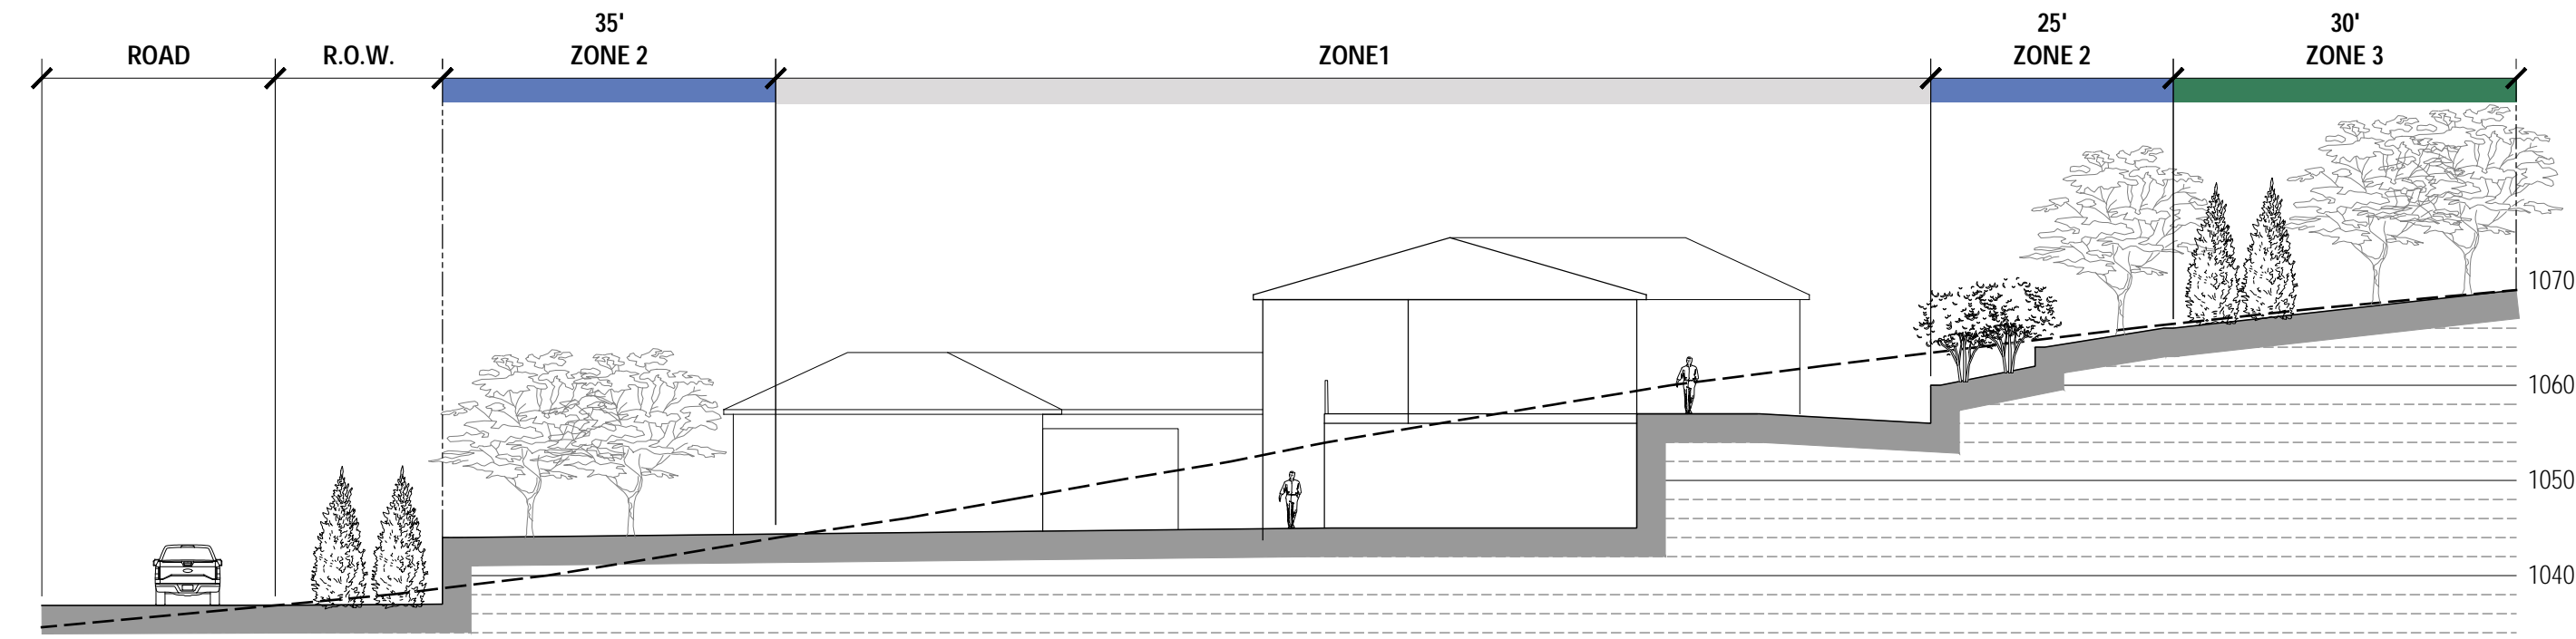 35' 25' 30'
ROAD R.O.W. ZONE 2 ZONE1 ZONE 2 ZONE 3
1070
1060
1050
1040